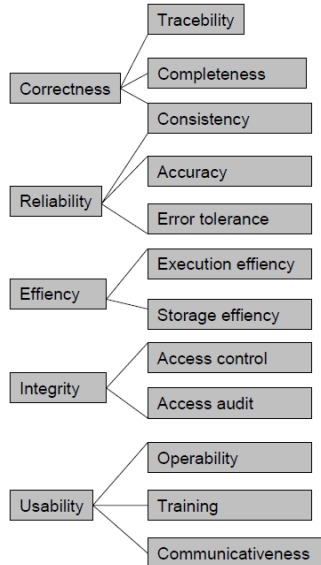 Tracebility
Completeness
Correctness
Consistency
Accuracy
Reliability
Error tolerance
Execution effiency
Effiency
Storage effiency
Access control
Integrity
Access audit
Operability
Usability
Training
Communicativeness